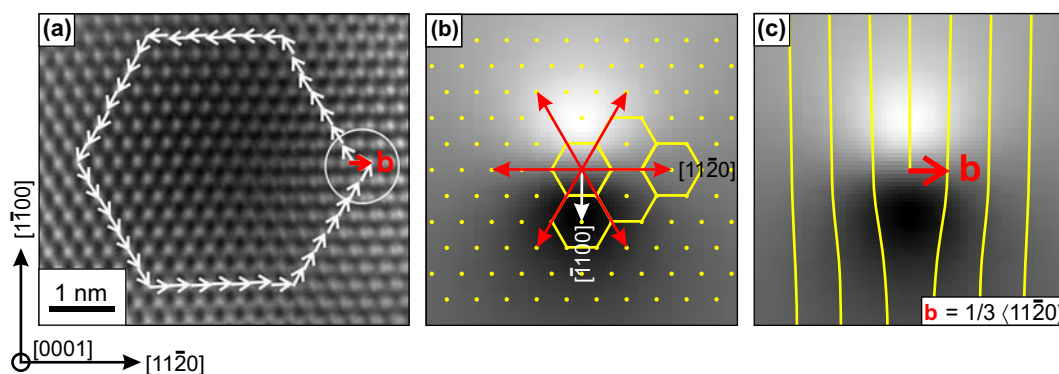 (a)
b
1 nm
[11̄00]
[0001]
[112̄0]
(b)
[112̄0]
[1̄100]
(c)
b
b = 1/3 ⟨112̄0⟩